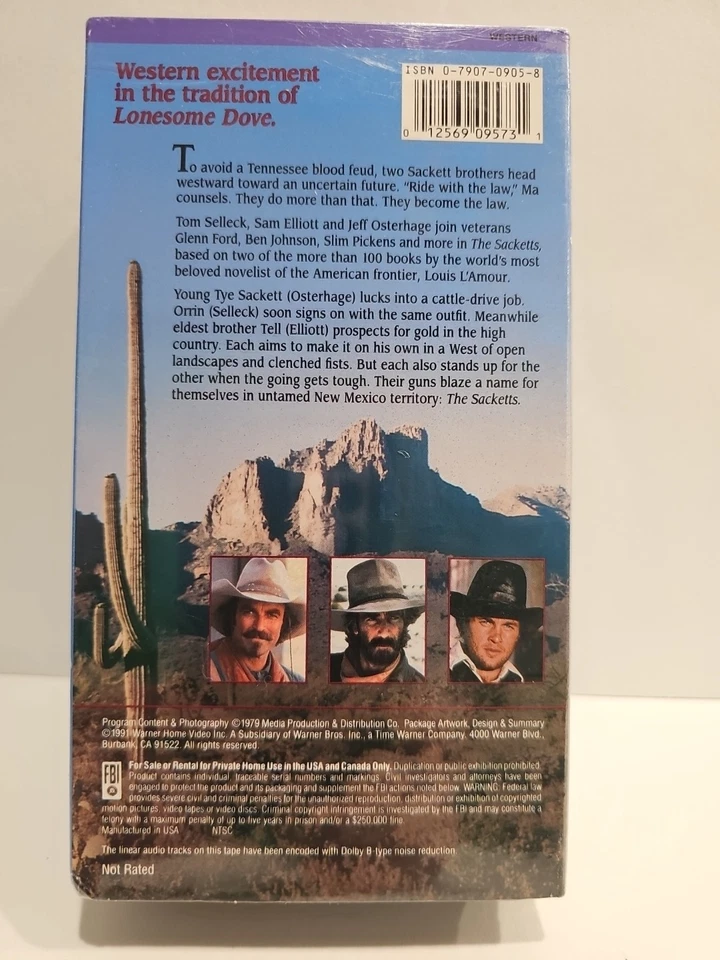 WESTERN
Western excitement
in the tradition of
Lonesome Dove.
ISBN 0-7907-0905-8
0 12569 09573 1
To avoid a Tennessee blood feud, two Sackett brothers head
westward toward an uncertain future. "Ride with the law," Ma
counsels. They do more than that. They become the law.
Tom Selleck, Sam Elliott and Jeff Osterhage join veterans
Glenn Ford, Ben Johnson, Slim Pickens and more in The Sacketts,
based on two of the more than 100 books by the world's most
beloved novelist of the American frontier, Louis L'Amour.
Young Tye Sackett (Osterhage) lucks into a cattle-drive job.
Orrin (Selleck) soon signs on with the same outfit. Meanwhile
eldest brother Tell (Elliott) prospects for gold in the high
country. Each aims to make it on his own in a West of open
landscapes and clenched fists. But each also stands up for the
other when the going gets tough. Their guns blaze a name for
themselves in untamed New Mexico territory: The Sacketts.
Program Content & Photography ©1979 Media Production & Distribution Co. Package Artwork, Design & Summary
©1991 Warner Home Video Inc. A Subsidiary of Warner Bros. Inc., a Time Warner Company, 4000 Warner Blvd.,
Burbank, CA 91522. All rights reserved.
FBI
For Sale or Rental for Private Home Use in the USA and Canada Only. Duplication or public exhibition prohibited.
Product contains individual, traceable serial numbers and markings. Civil investigators and attorneys have been
engaged to protect the product and its packaging and supplement the FBI actions noted below. WARNING: Federal law
provides severe civil and criminal penalties for the unauthorized reproduction, distribution or exhibition of copyrighted
motion pictures, video tapes or video discs. Criminal copyright infringement is investigated by the FBI and may constitute a
felony with a maximum penalty of up to five years in prison and/or a $250,000 fine.
Manufactured in USA NTSC
The linear audio tracks on this tape have been encoded with Dolby B-type noise reduction.
Not Rated